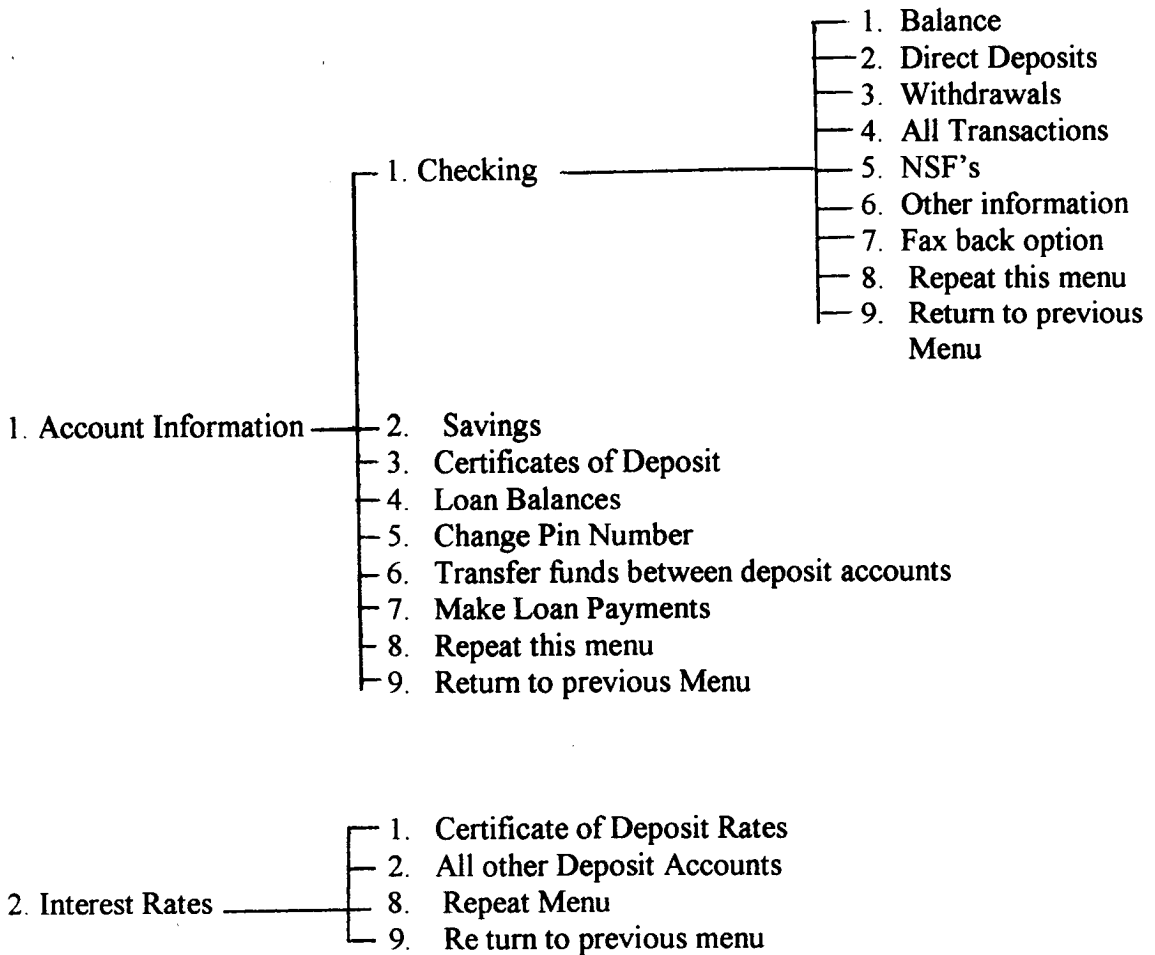 1. Balance
2. Direct Deposits
3. Withdrawals
4. All Transactions
1. Checking
5. NSF's
6. Other information
7. Fax back option
8. Repeat this menu
9. Return to previous
Menu
1. Account Information
2. Savings
3. Certificates of Deposit
4. Loan Balances
5. Change Pin Number
6. Transfer funds between deposit accounts
7. Make Loan Payments
8. Repeat this menu
9. Return to previous Menu
1. Certificate of Deposit Rates
2. All other Deposit Accounts
2. Interest Rates
8. Repeat Menu
9. Re turn to previous menu